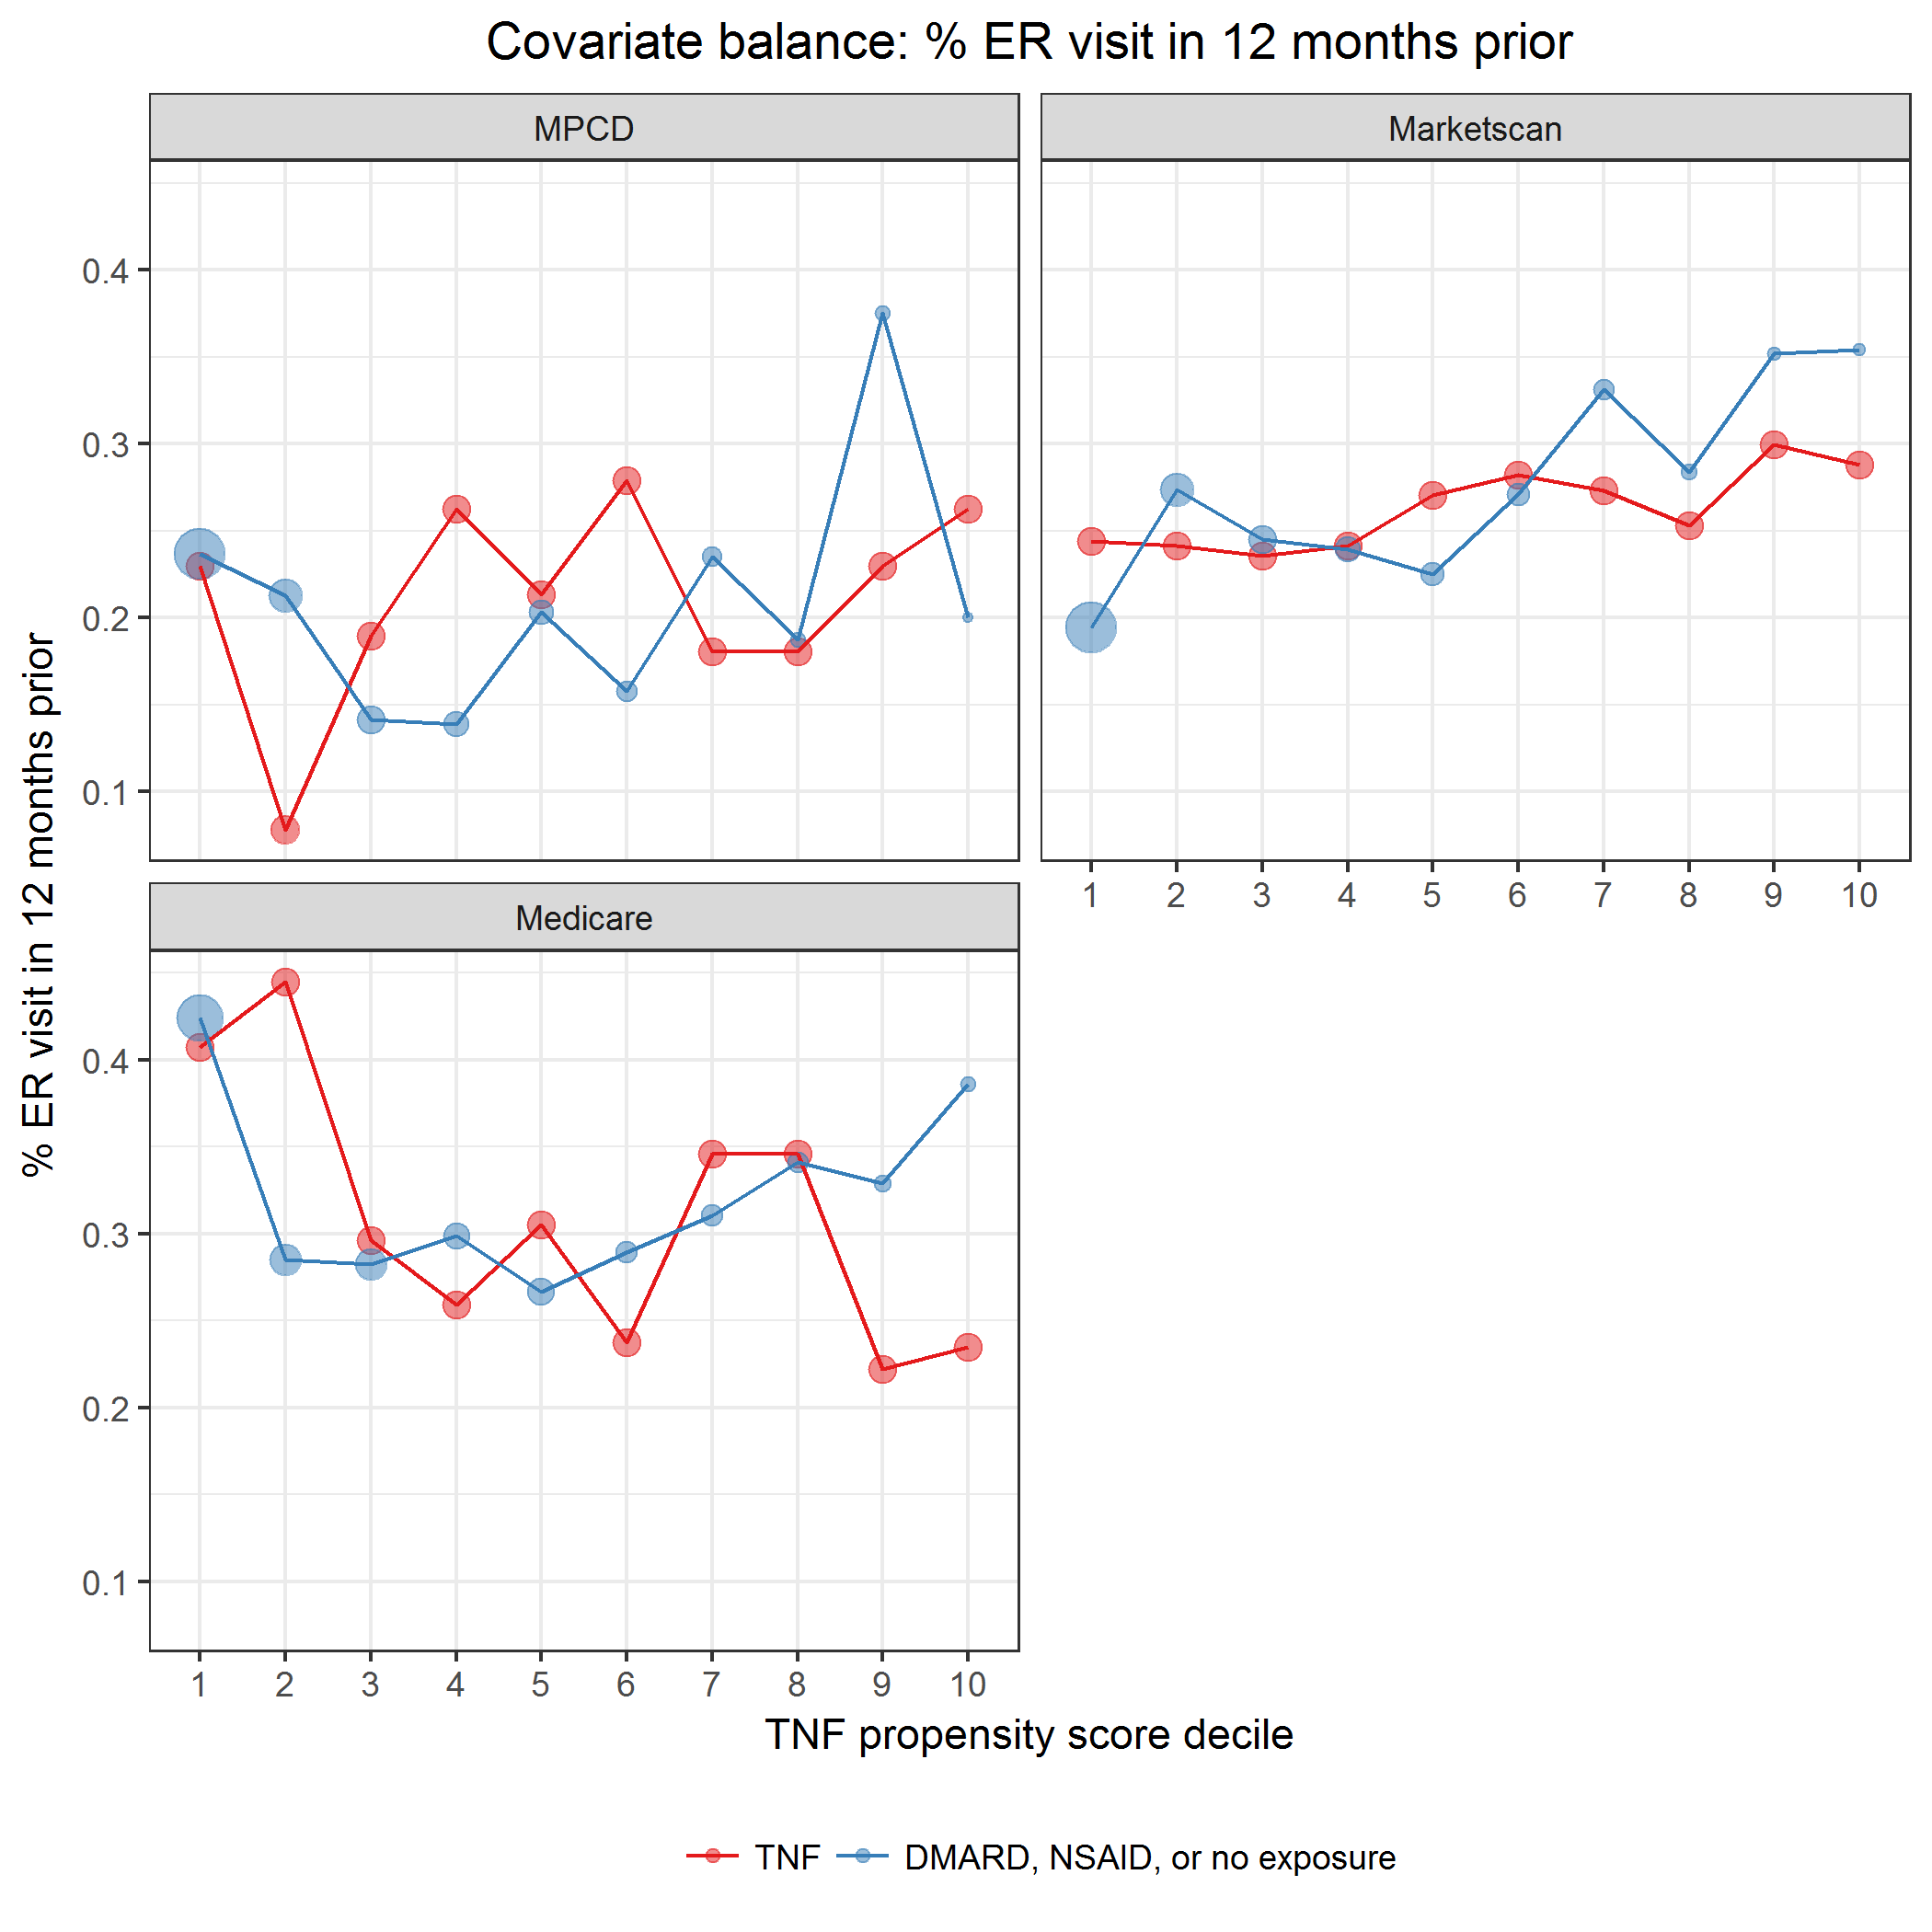 Covariate balance: % ER visit in 12 months prior
MPCD
Marketscan
0.4
0.3
0.2
0.1
1 2 3 4 5 6 7 8 9 10
Medicare
0.4
0.3
0.2
0.1
1 2 3 4 5 6 7 8 9 10
% ER visit in 12 months prior
TNF propensity score decile
TNF DMARD, NSAID, or no exposure